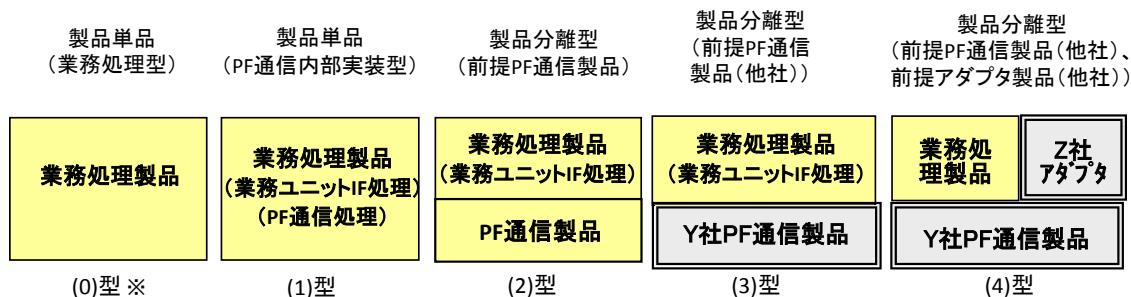 製品単品
(業務処理型)
製品単品
(PF通信内部実装型)
製品分離型
(前提PF通信製品)
製品分離型
(前提PF通信
製品(他社))
製品分離型
(前提PF通信製品(他社)、
前提アダプタ製品(他社))
業務処理製品
業務処理製品
(業務ユニットIF処理)
(PF通信処理)
業務処理製品
(業務ユニットIF処理)
PF通信製品
業務処理製品
(業務ユニットIF処理)
Y社PF通信製品
業務処
理製品
Z社
アダプタ
Y社PF通信製品
(0)型 ※
(1)型
(2)型
(3)型
(4)型